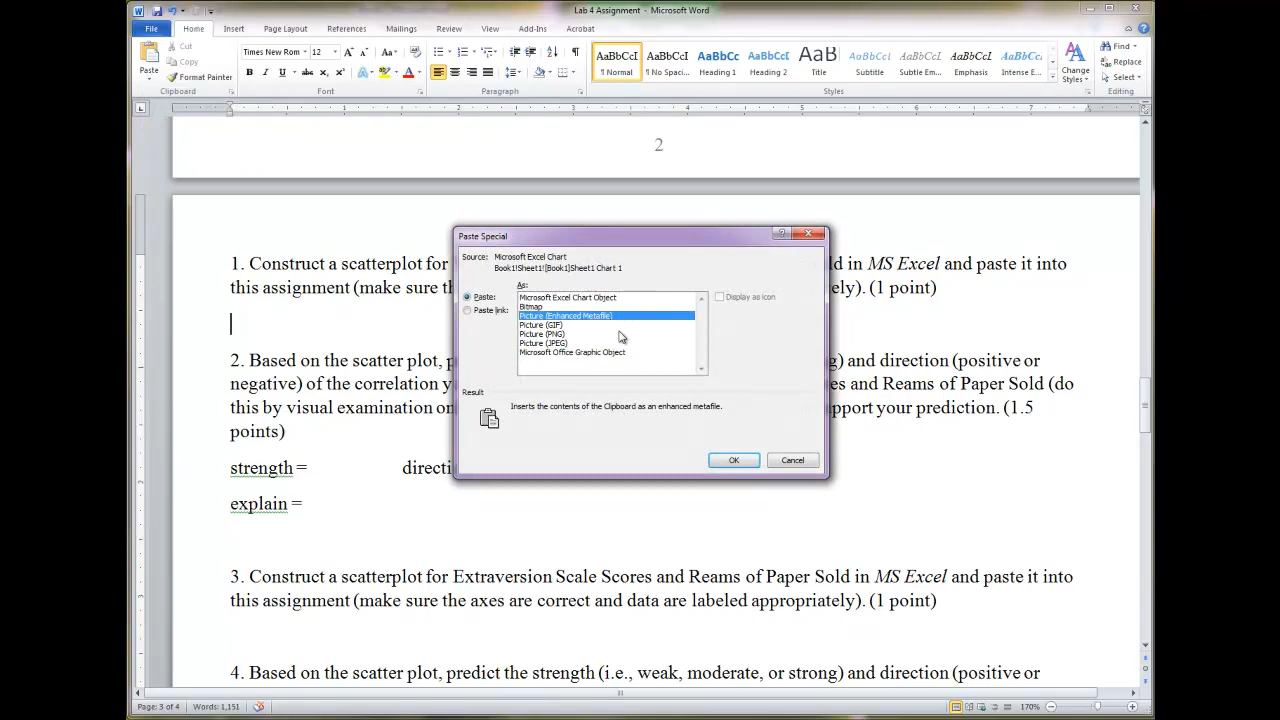 Lab 4 Assignment - Microsoft Word
File Home Insert Page Layout References Mailings Review View Add-Ins Acrobat
Paste
Cut
Copy
Format Painter
Clipboard
Times New Rom 12
Font
Paragraph
AaBbCcI AaBbCcI AaBbCc AaBbCcI AaB AaBbCcI AaBbCcI AaBbCcI AaBbCcI
¶ Normal ¶ No Spaci... Heading 1 Heading 2 Title Subtitle Subtle Em... Emphasis Intense E...
Styles
Change Styles
Find
Replace
Select
Editing
2
1. Construct a scatterplot for
d in MS Excel and paste it into
this assignment (make sure th
ely). (1 point)
2. Based on the scatter plot, p
g) and direction (positive or
negative) of the correlation y
es and Reams of Paper Sold (do
this by visual examination on
pport your prediction. (1.5
points)
strength = directi
explain =
3. Construct a scatterplot for Extraversion Scale Scores and Reams of Paper Sold in MS Excel and paste it into
this assignment (make sure the axes are correct and data are labeled appropriately). (1 point)
4. Based on the scatter plot, predict the strength (i.e., weak, moderate, or strong) and direction (positive or
Paste Special
Source: Microsoft Excel Chart
Book1!Sheet1![Book1]Sheet1 Chart 1
As:
Paste:
Paste link:
Microsoft Excel Chart Object
Bitmap
Picture (Enhanced Metafile)
Picture (GIF)
Picture (PNG)
Picture (JPEG)
Microsoft Office Graphic Object
Display as icon
Result
Inserts the contents of the Clipboard as an enhanced metafile.
OK Cancel
Page: 3 of 4 Words: 1,151 170%